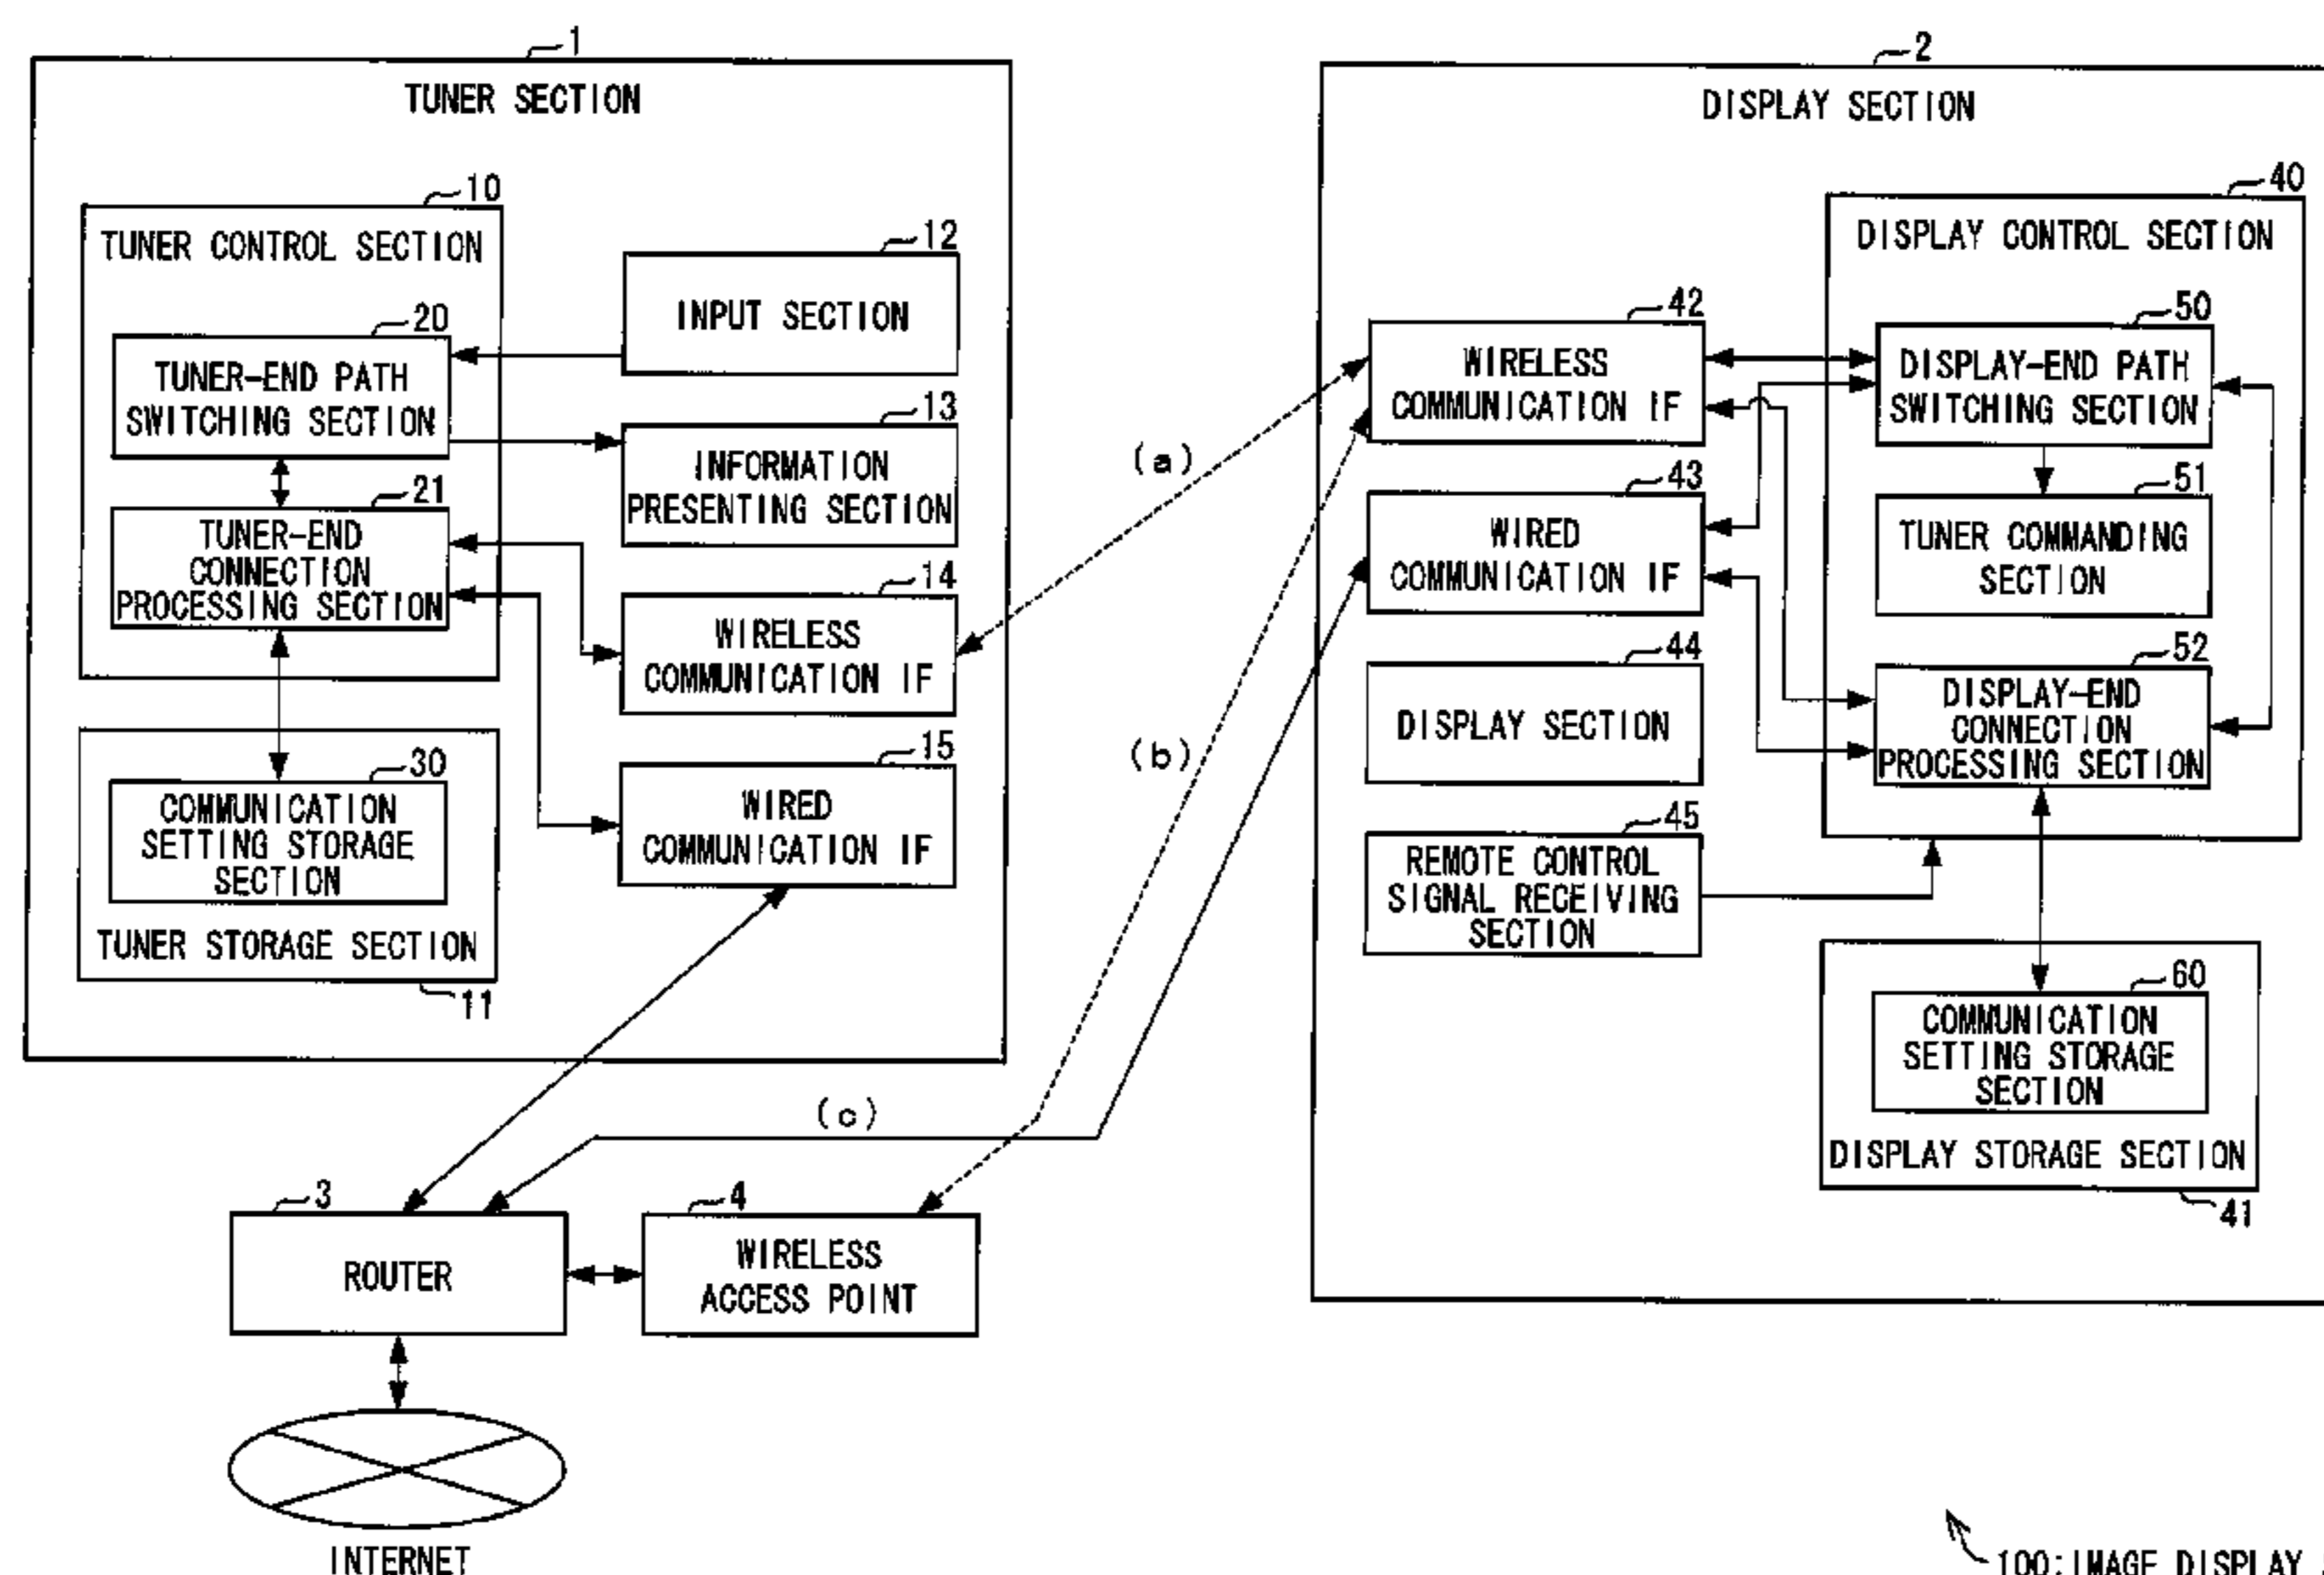 1
TUNER SECTION
10
TUNER CONTROL SECTION
20
TUNER-END PATH
SWITCHING SECTION
21
TUNER-END
CONNECTION
PROCESSING SECTION
30
COMMUNICATION
SETTING STORAGE
SECTION
TUNER STORAGE SECTION
11
12
INPUT SECTION
13
INFORMATION
PRESENTING SECTION
14
WIRELESS
COMMUNICATION IF
15
WIRED
COMMUNICATION IF
(a)
(b)
(c)
2
DISPLAY SECTION
42
WIRELESS
COMMUNICATION IF
43
WIRED
COMMUNICATION IF
44
DISPLAY SECTION
45
REMOTE CONTROL
SIGNAL RECEIVING
SECTION
40
DISPLAY CONTROL SECTION
50
DISPLAY-END PATH
SWITCHING SECTION
51
TUNER COMMANDING
SECTION
52
DISPLAY-END
CONNECTION
PROCESSING SECTION
60
COMMUNICATION
SETTING STORAGE
SECTION
DISPLAY STORAGE SECTION
41
3
ROUTER
4
WIRELESS
ACCESS POINT
INTERNET
100:IMAGE DISPLAY